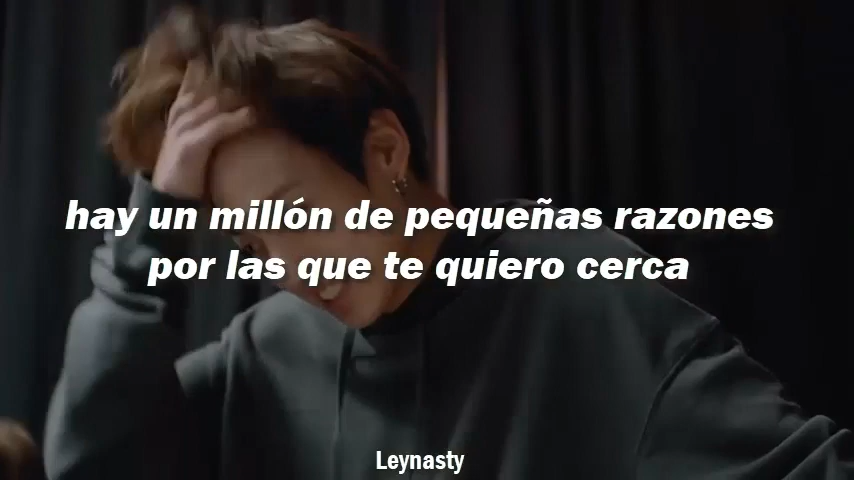 hay un millón de pequeñas razones
por las que te quiero cerca
Leynasty